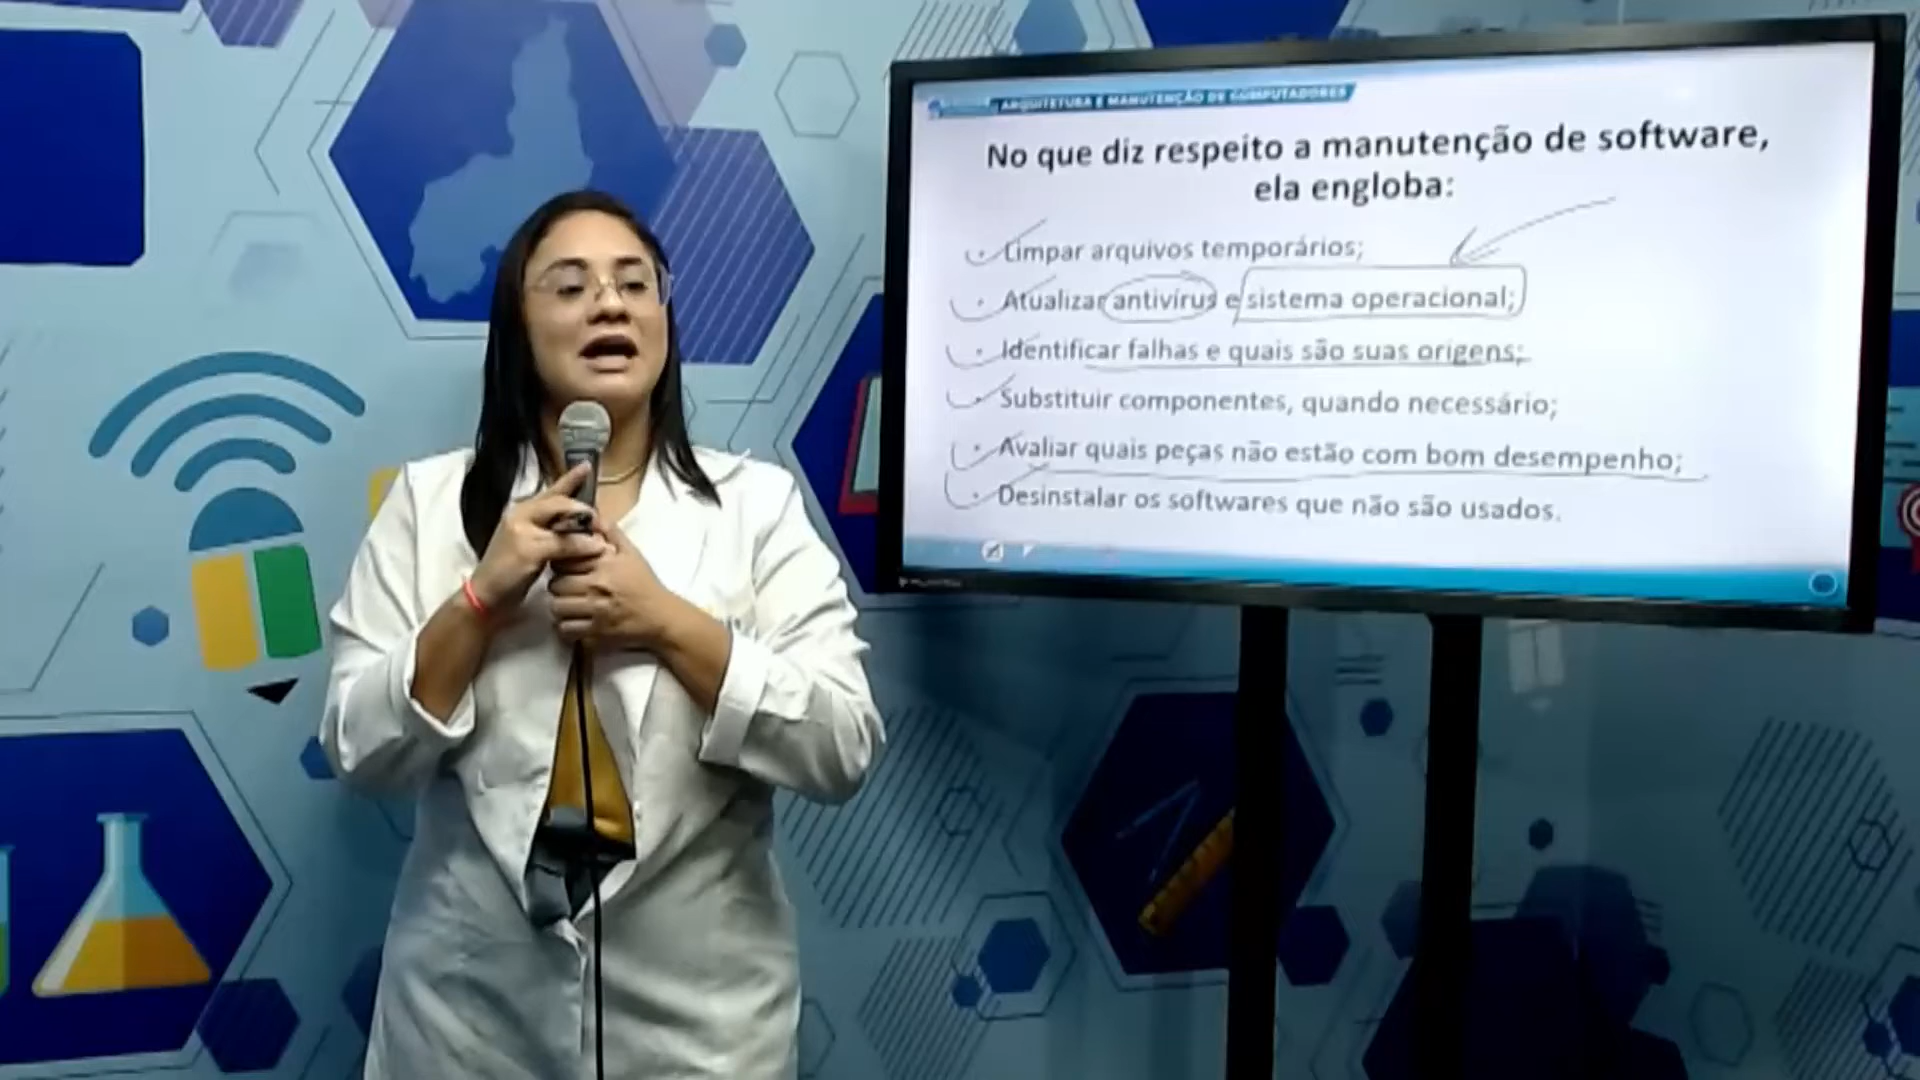 ARQUITETURA E MANUTENÇÃO DE COMPUTADORES
No que diz respeito a manutenção de software,
ela engloba:
• Limpar arquivos temporários;
• Atualizar antivírus e sistema operacional;
• Identificar falhas e quais são suas origens;
• Substituir componentes, quando necessário;
• Avaliar quais peças não estão com bom desempenho;
• Desinstalar os softwares que não são usados.